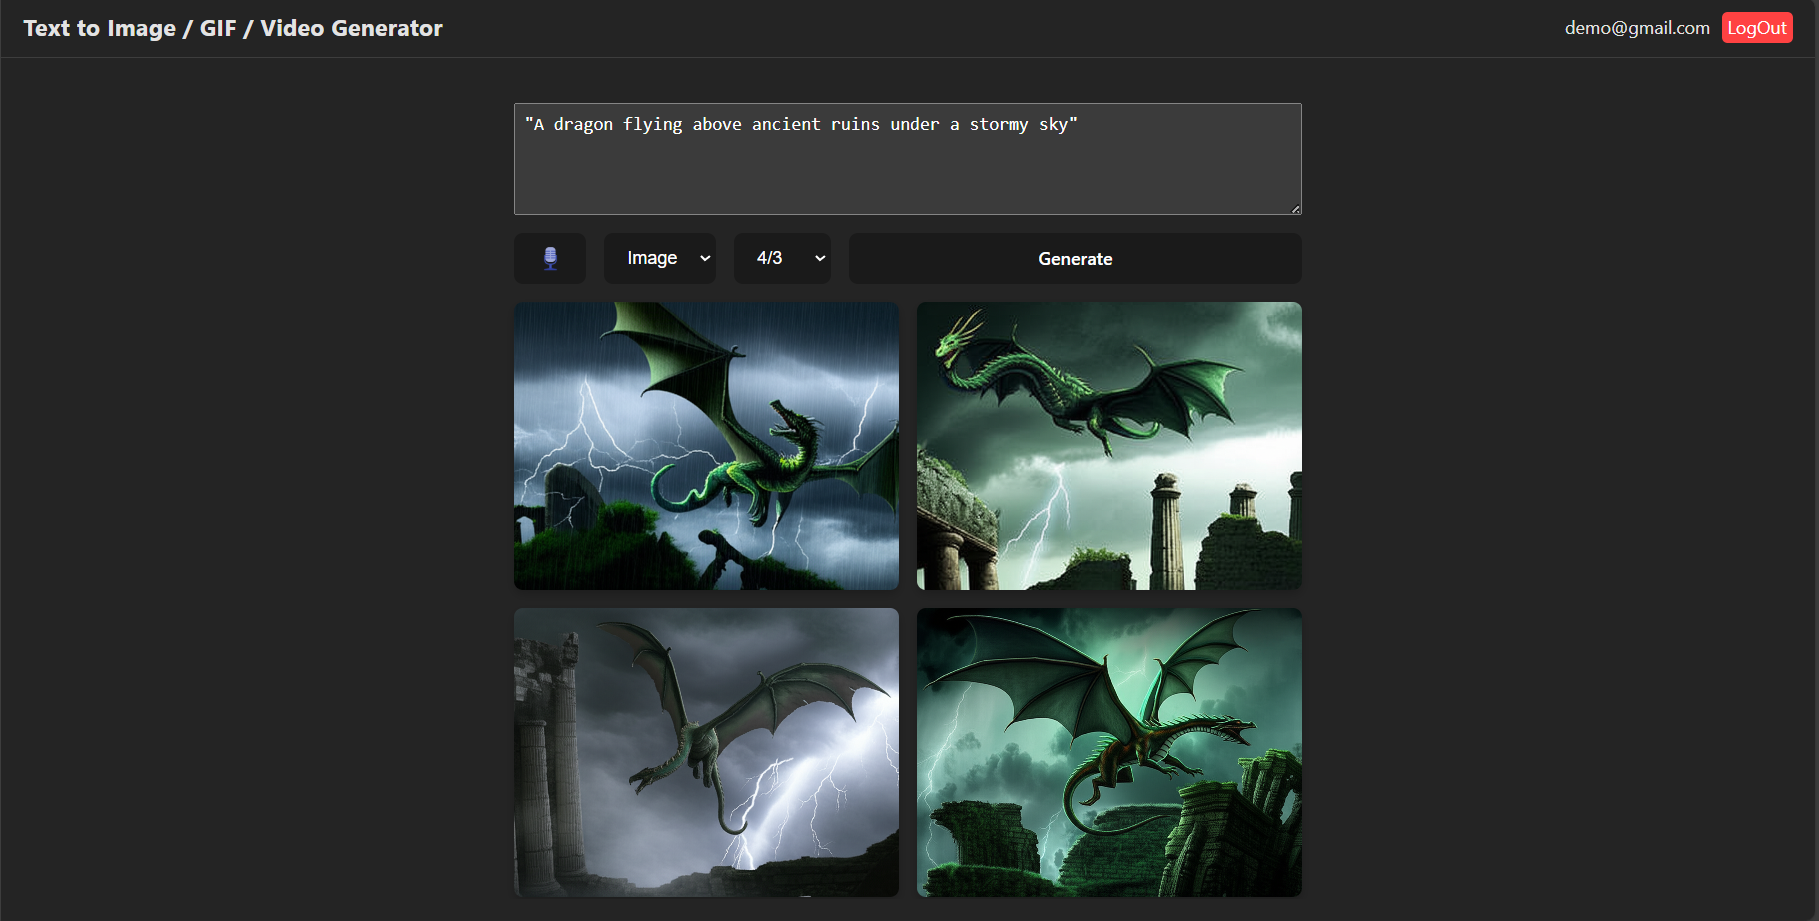 Text to Image / GIF / Video Generator
demo@gmail.com
LogOut
"A dragon flying above ancient ruins under a stormy sky"
Image
4/3
Generate